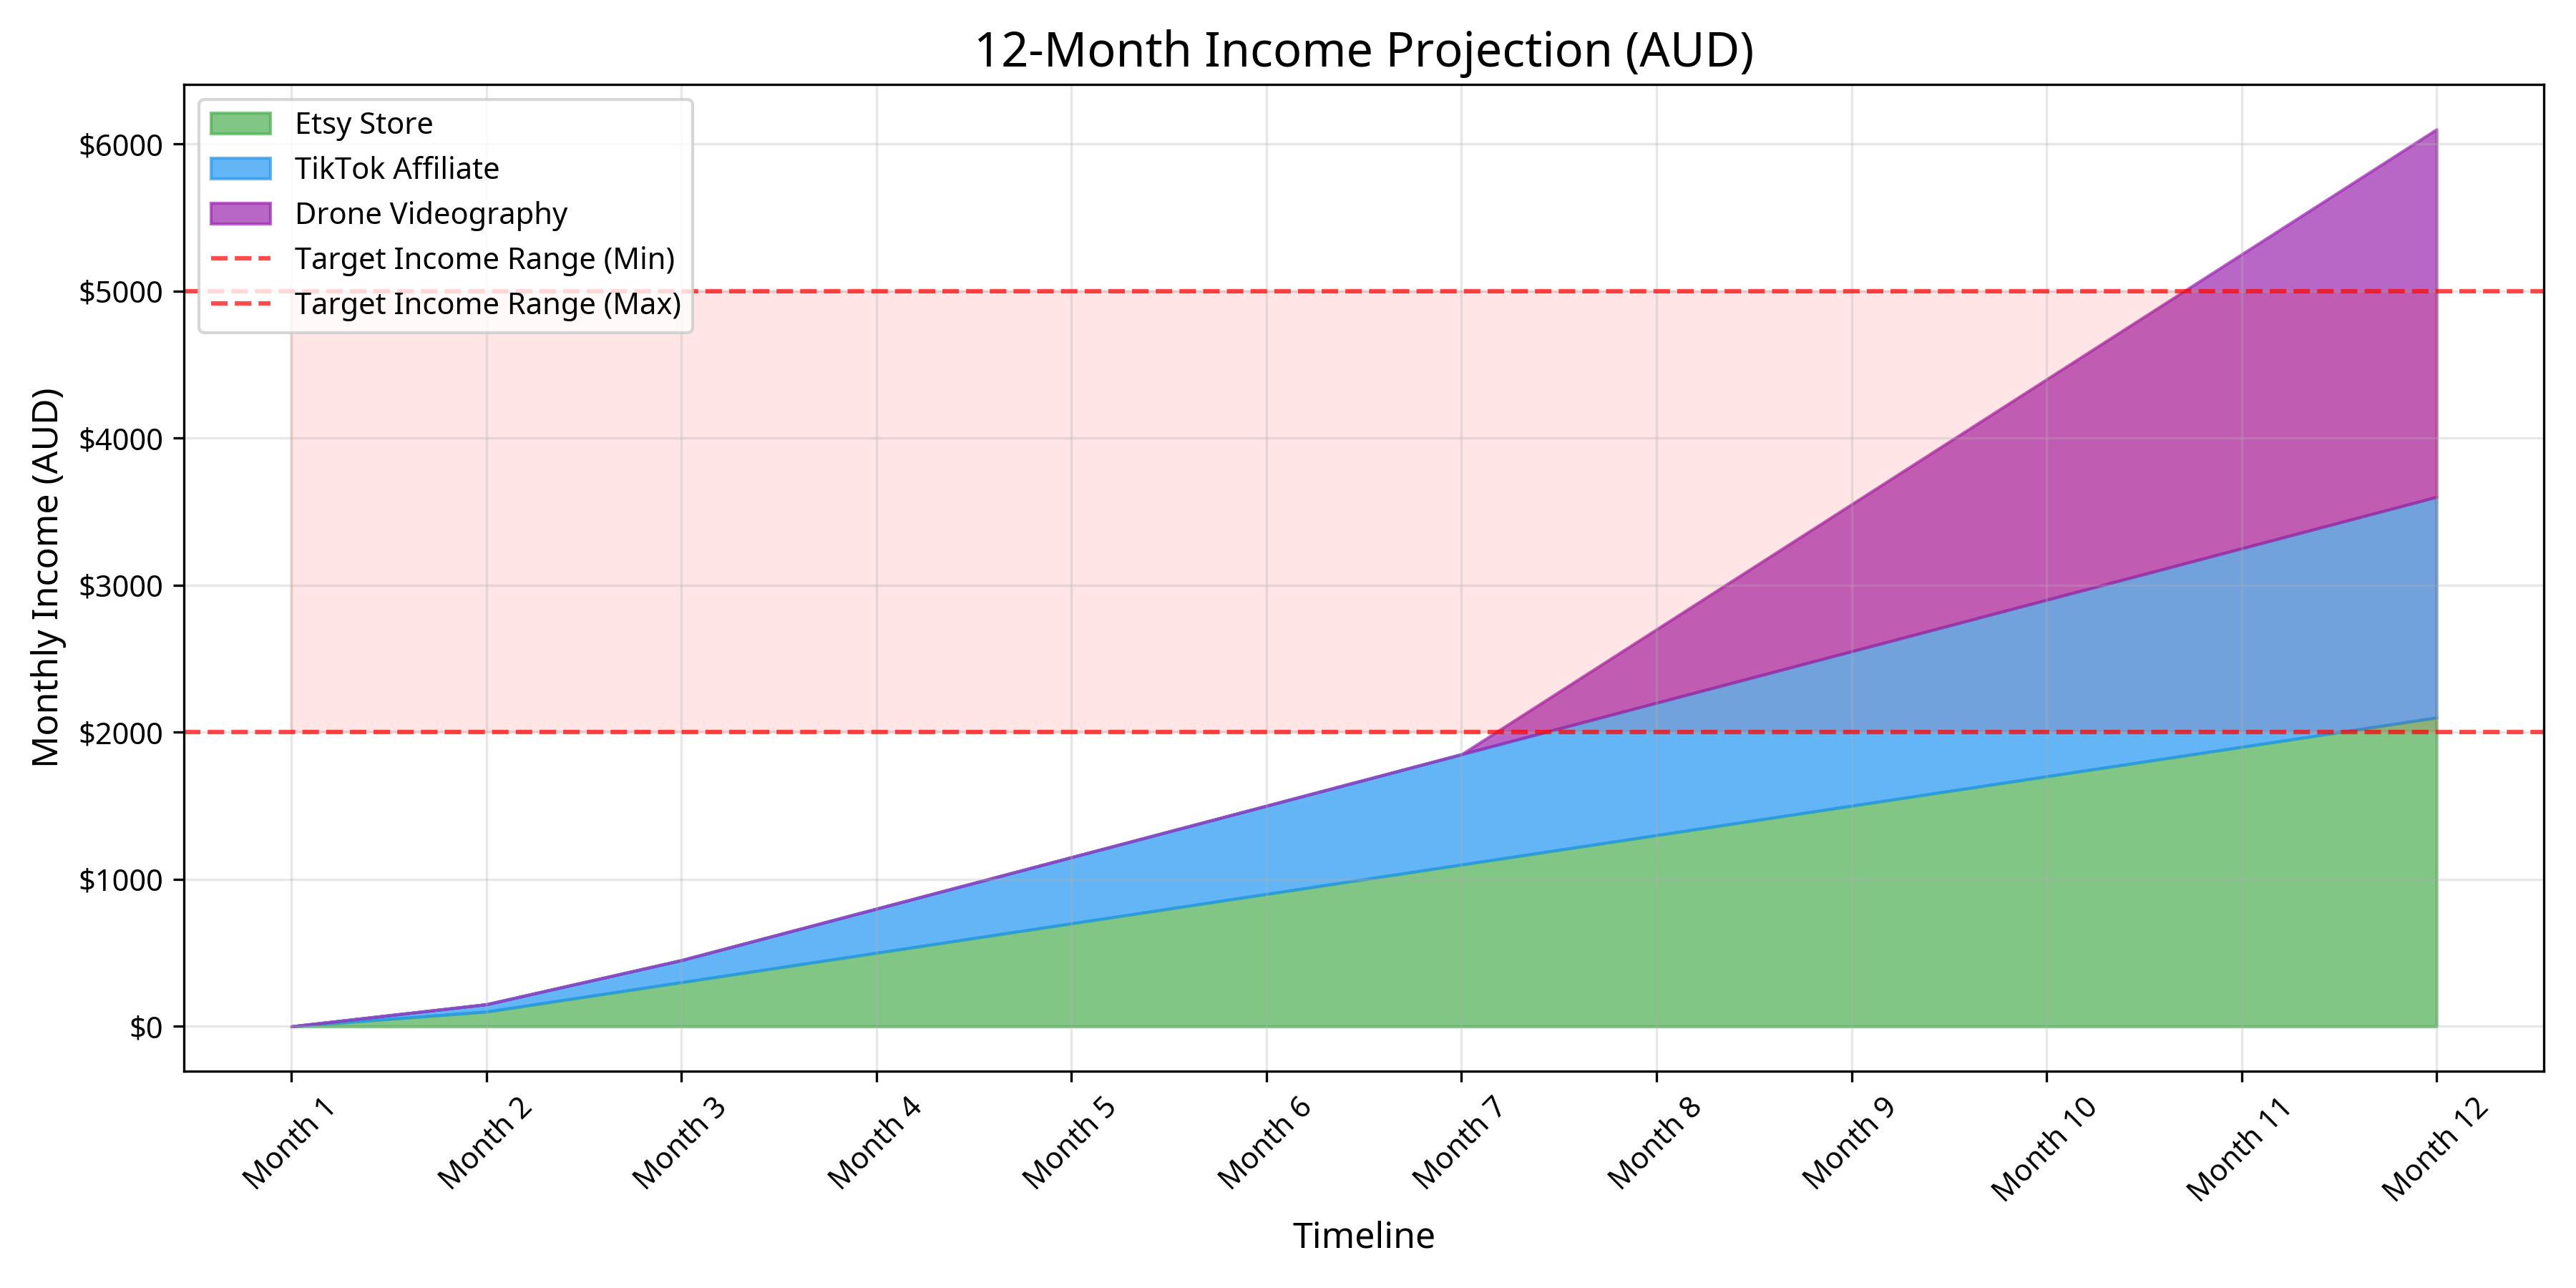 12-Month Income Projection (AUD)
Etsy Store
TikTok Affiliate
Drone Videography
Target Income Range (Min)
Target Income Range (Max)
Monthly Income (AUD)
$6000
$5000
$4000
$3000
$2000
$1000
$0
Month 1
Month 2
Month 3
Month 4
Month 5
Month 6
Month 7
Month 8
Month 9
Month 10
Month 11
Month 12
Timeline